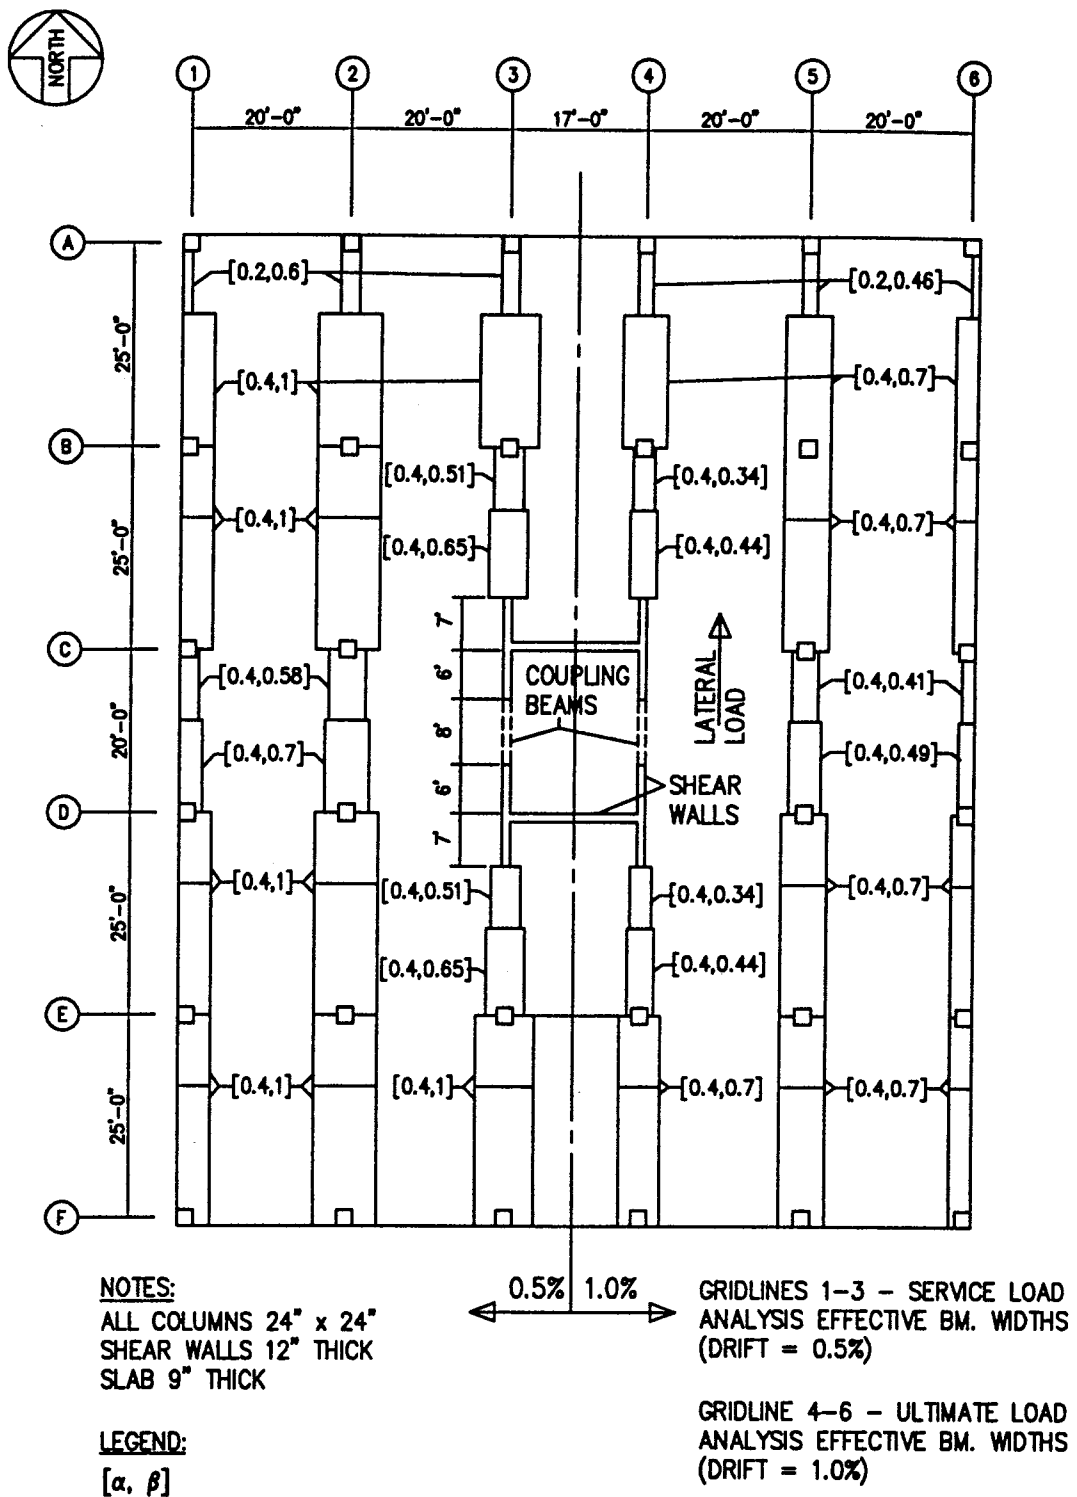 NORTH
1 2 3 4 5 6
20'-0" 20'-0" 17'-0" 20'-0" 20'-0"
A
[0.2,0.6] [0.2,0.46]
25'-0"
[0.4,1] [0.4,0.7]
B
[0.4,0.51] [0.4,0.34]
[0.4,1] [0.4,0.7]
25'-0"
[0.4,0.65] [0.4,0.44]
7'
C
6'
COUPLING
BEAMS
LATERAL
LOAD
[0.4,0.58] [0.4,0.41]
20'-0"
8'
[0.4,0.7] [0.4,0.49]
6'
SHEAR
WALLS
D
7'
[0.4,1] [0.4,0.7]
[0.4,0.51] [0.4,0.34]
25'-0"
[0.4,0.65] [0.4,0.44]
E
[0.4,1] [0.4,1] [0.4,0.7] [0.4,0.7]
25'-0"
F
0.5% 1.0%
NOTES:
ALL COLUMNS 24" x 24"
SHEAR WALLS 12" THICK
SLAB 9" THICK
LEGEND:
[α, β]
GRIDLINES 1-3 - SERVICE LOAD
ANALYSIS EFFECTIVE BM. WIDTHS
(DRIFT = 0.5%)
GRIDLINE 4-6 - ULTIMATE LOAD
ANALYSIS EFFECTIVE BM. WIDTHS
(DRIFT = 1.0%)